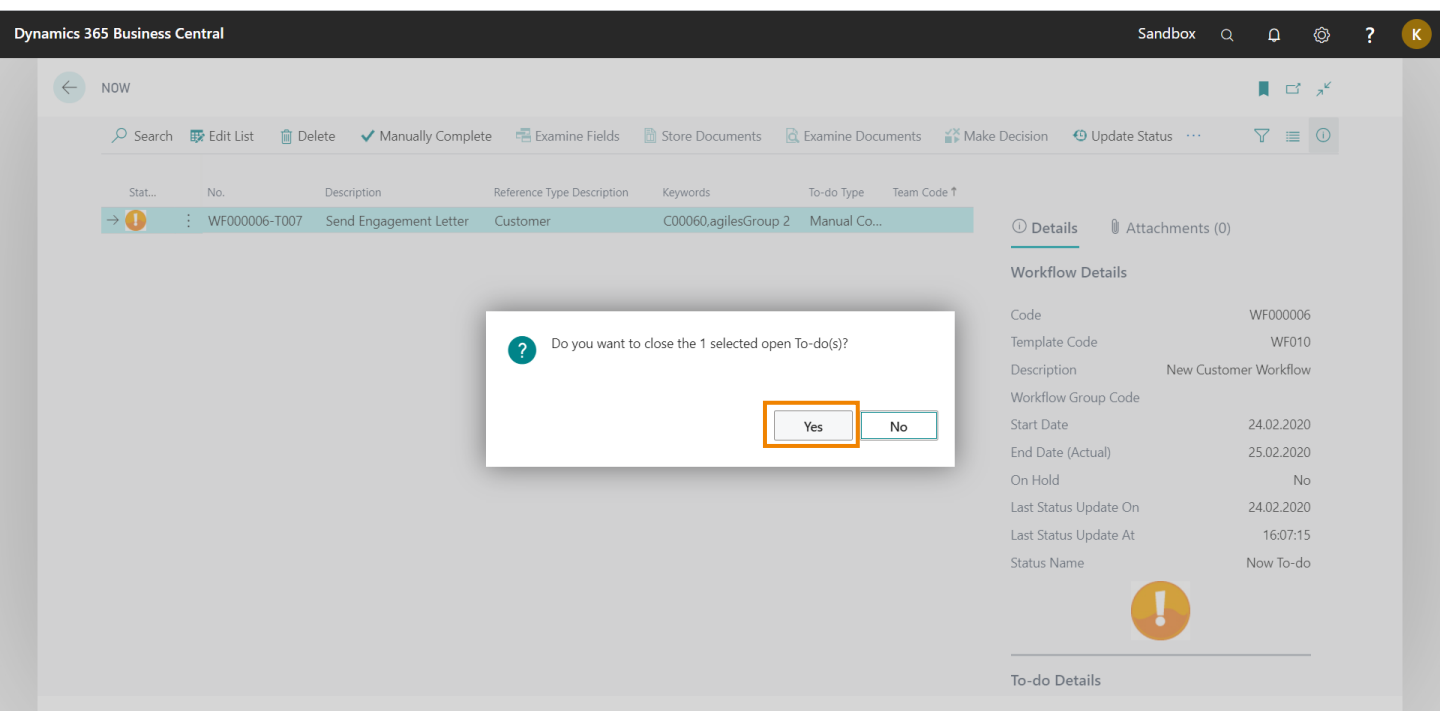 Dynamics 365 Business Central Sandbox ? K
NOW
Search Edit List Delete Manually Complete Examine Fields Store Documents Examine Documents Make Decision Update Status ...
Stat... No. Description Reference Type Description Keywords To-do Type Team Code ↑
WF000006-T007 Send Engagement Letter Customer C00060,agilesGroup 2 Manual Co...
Details Attachments (0)
Workflow Details
Code WF000006
Template Code WF010
Description New Customer Workflow
Workflow Group Code
Start Date 24.02.2020
End Date (Actual) 25.02.2020
On Hold No
Last Status Update On 24.02.2020
Last Status Update At 16:07:15
Status Name Now To-do
To-do Details
? Do you want to close the 1 selected open To-do(s)?
Yes No